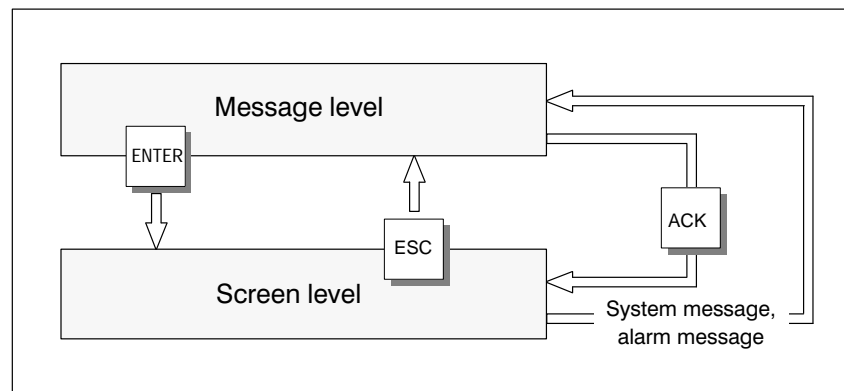 Message level
ENTER
ACK
ESC
Screen level
System message,
alarm message